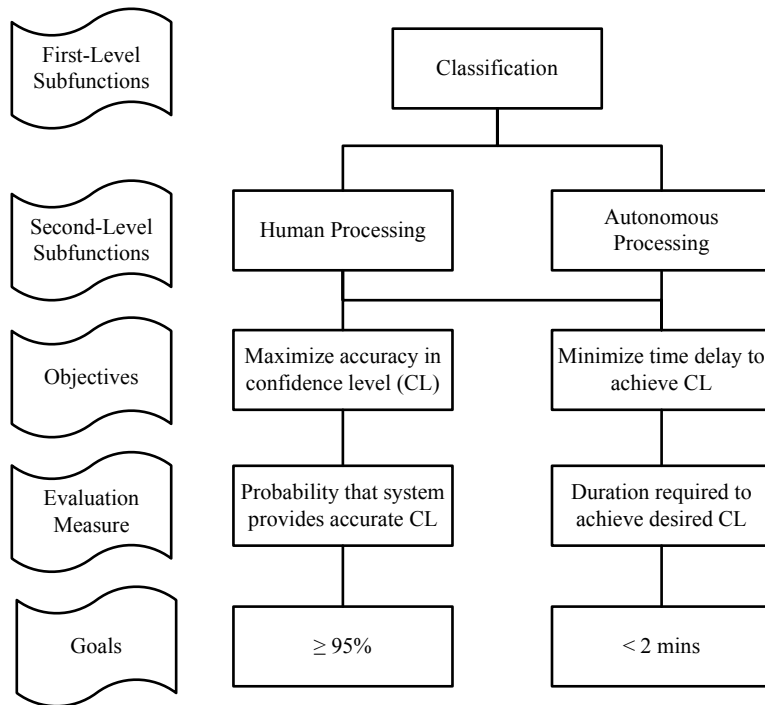 First-Level
Subfunctions
Classification
Second-Level
Subfunctions
Human Processing
Autonomous
Processing
Objectives
Maximize accuracy in
confidence level (CL)
Minimize time delay to
achieve CL
Evaluation
Measure
Probability that system
provides accurate CL
Duration required to
achieve desired CL
Goals
≥ 95%
< 2 mins